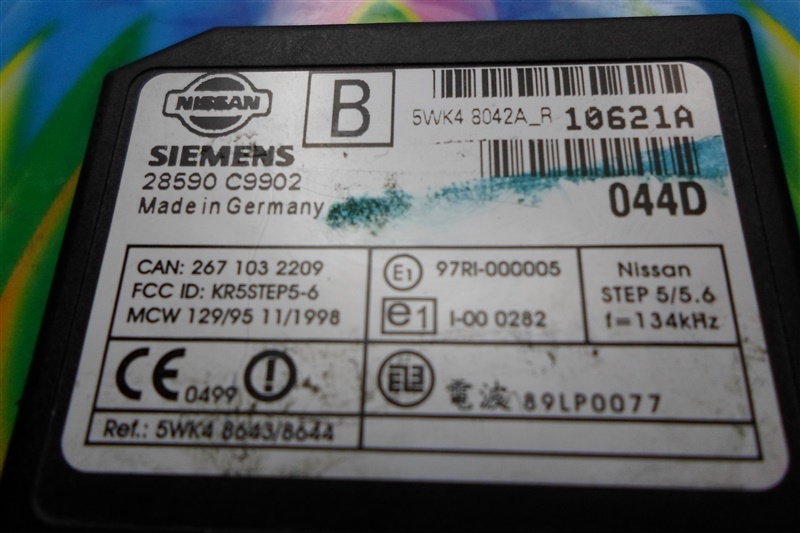 NISSAN
B
5WK4 8042A_R 10621A
SIEMENS
28590 C9902
Made in Germany
044D
CAN: 267 103 2209
FCC ID: KR5STEP5-6
MCW 129/95 11/1998
E1 97RI-000005
e1 I-00 0282
Nissan
STEP 5/5.6
f=134kHz
CE 0499
電波 89LP0077
Ref.: 5WK4 8643/8644